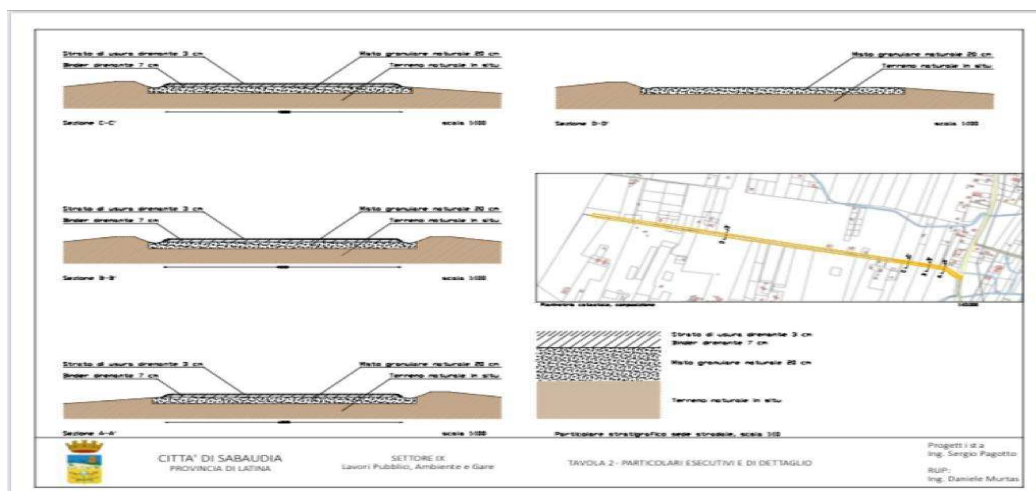 Strato di usura drenante 3 cm
Binder drenante 7 cm
Misto granulare naturale 20 cm
Terreno naturale in situ
Sezione C-C'
scala 1:100
Misto granulare naturale 20 cm
Terreno naturale in situ
Sezione D-D'
scala 1:100
Strato di usura drenante 3 cm
Binder drenante 7 cm
Misto granulare naturale 20 cm
Terreno naturale in situ
Sezione B-B'
scala 1:100
Planimetria catastale, composizione
Strato di usura drenante 3 cm
Binder drenante 7 cm
Misto granulare naturale 20 cm
Terreno naturale in situ
Particolare stratigrafico sede stradale, scala 1:10
Strato di usura drenante 3 cm
Binder drenante 7 cm
Misto granulare naturale 20 cm
Terreno naturale in situ
Sezione A-A'
scala 1:100
CITTA' DI SABAUDIA
PROVINCIA DI LATINA
SETTORE IX
Lavori Pubblico, Ambiente e Gare
TAVOLA 2 - PARTICOLARI ESECUTIVI E DI DETTAGLIO
Progettista
Ing. Sergio Pagotto
RUP:
Ing. Daniele Murtas